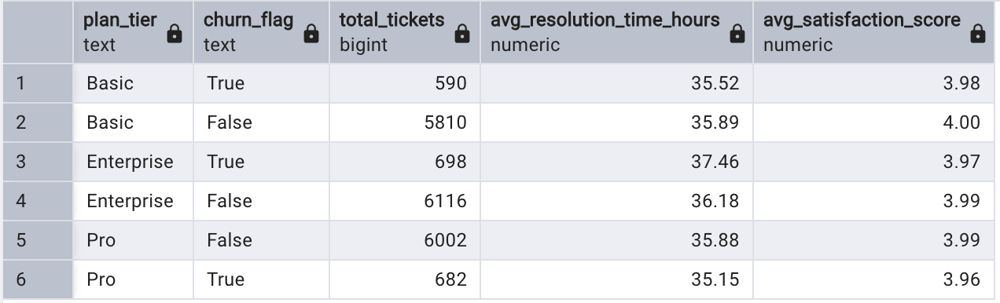 plan_tier churn_flag total_tickets avg_resolution_time_hours avg_satisfaction_score
text text bigint numeric numeric
1 Basic True 590 35.52 3.98
2 Basic False 5810 35.89 4.00
3 Enterprise True 698 37.46 3.97
4 Enterprise False 6116 36.18 3.99
5 Pro False 6002 35.88 3.99
6 Pro True 682 35.15 3.96